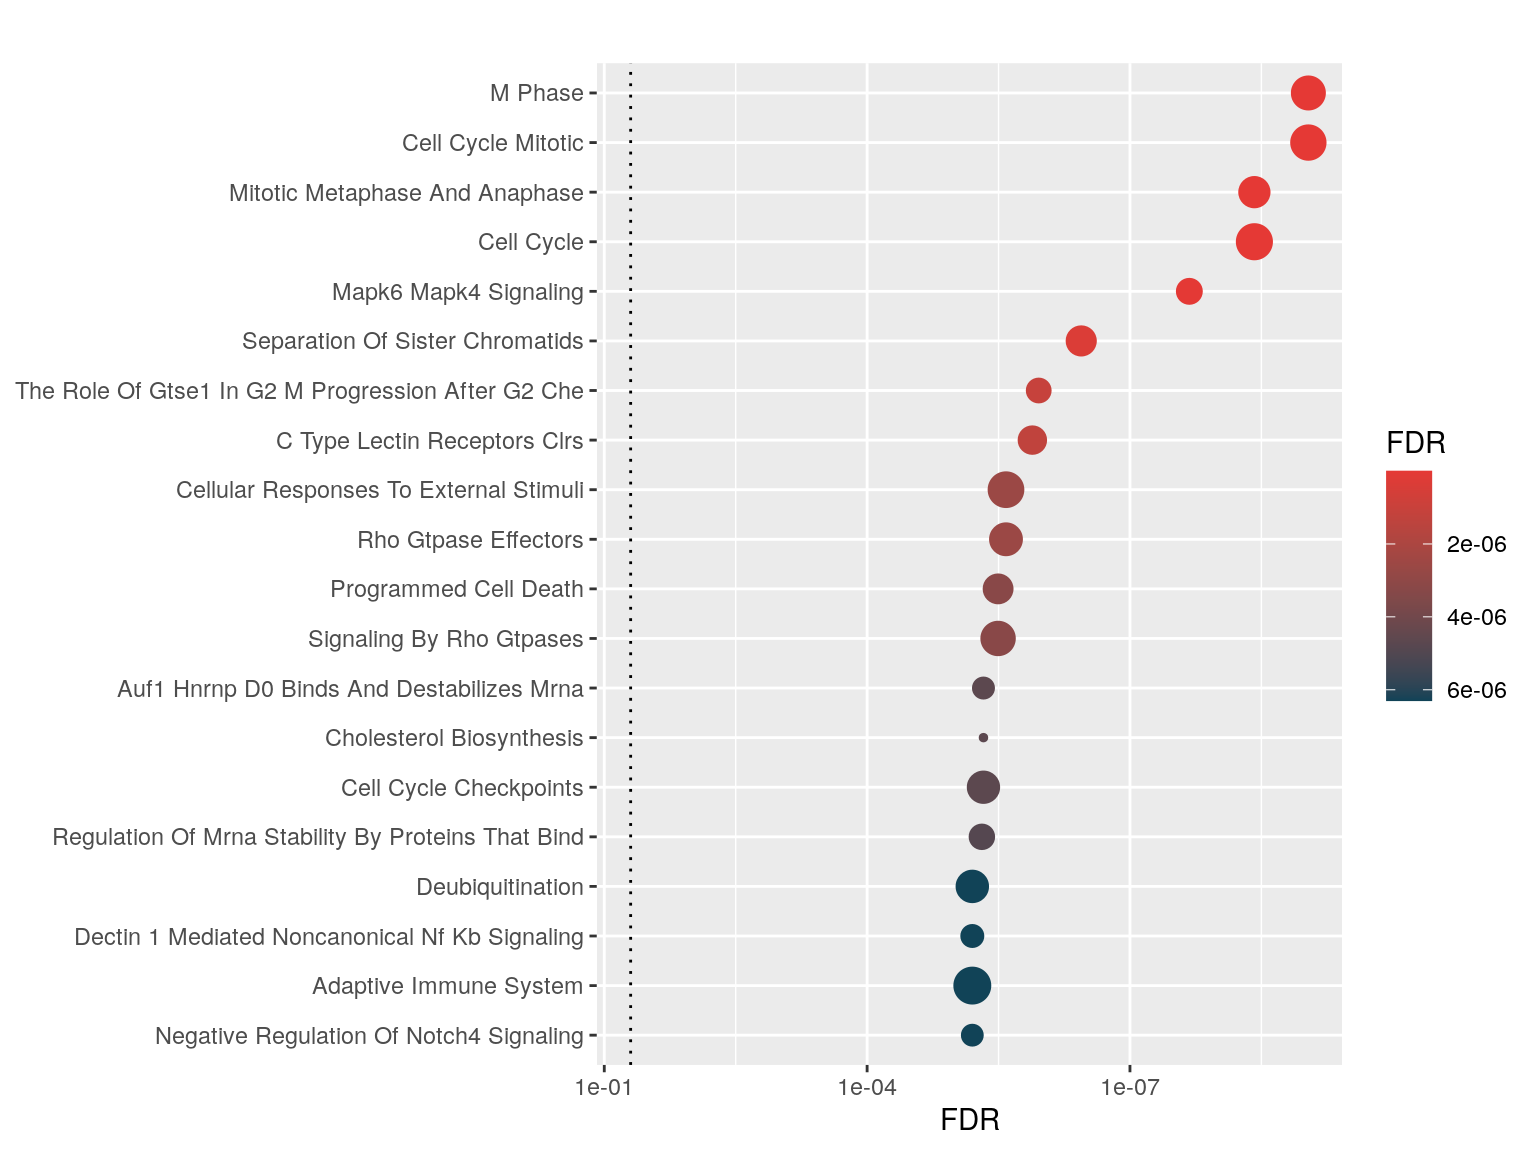 M Phase
Cell Cycle Mitotic
Mitotic Metaphase And Anaphase
Cell Cycle
Mapk6 Mapk4 Signaling
Separation Of Sister Chromatids
The Role Of Gtse1 In G2 M Progression After G2 Che
C Type Lectin Receptors Clrs
Cellular Responses To External Stimuli
Rho Gtpase Effectors
Programmed Cell Death
Signaling By Rho Gtpases
Auf1 Hnrnp D0 Binds And Destabilizes Mrna
Cholesterol Biosynthesis
Cell Cycle Checkpoints
Regulation Of Mrna Stability By Proteins That Bind
Deubiquitination
Dectin 1 Mediated Noncanonical Nf Kb Signaling
Adaptive Immune System
Negative Regulation Of Notch4 Signaling
1e-01 1e-04 1e-07
FDR
FDR
2e-06
4e-06
6e-06